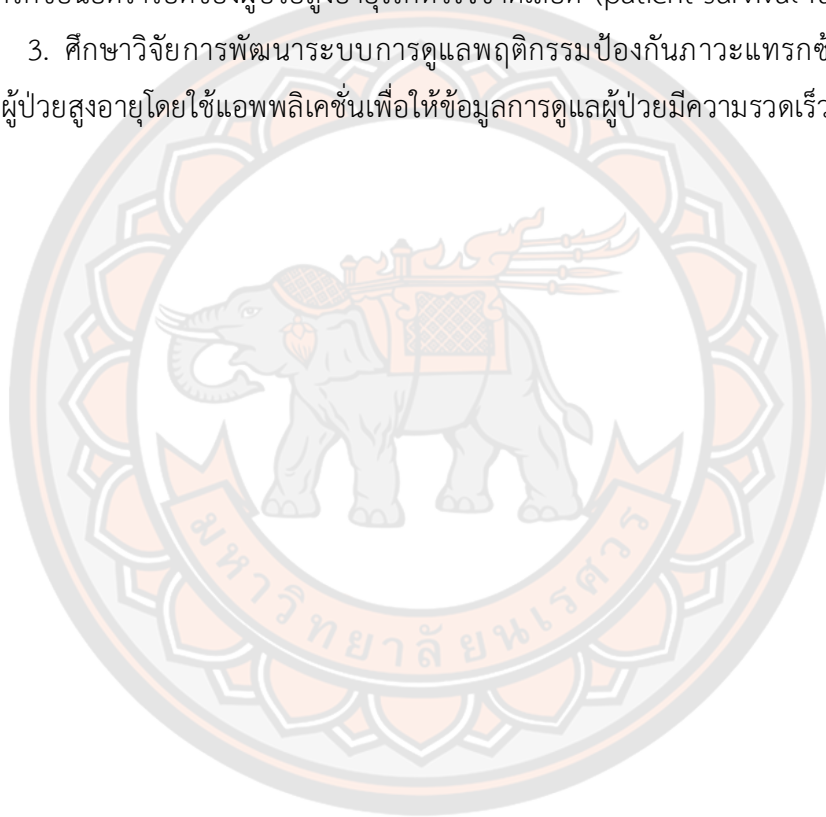 (patient survival
3. ศึกษาวิจัยการพัฒนาระบบการดูแลพฤติกรรมป้องกันภาวะแทรกซ้
ผู้ป่วยสูงอายุโดยใช้แอพพลิเคชั่นเพื่อให้ข้อมูลการดูแลผู้ป่วยมีความรวดเร็ว
มหาวิทยาลัยนเรศวร